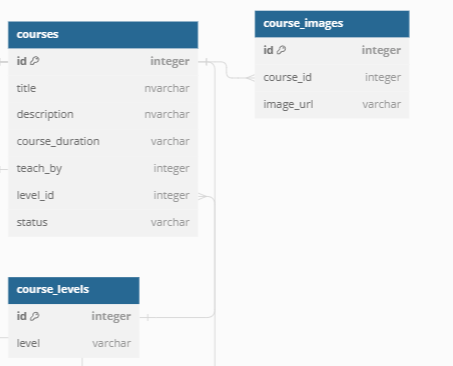 courses
id integer
title nvarchar
description nvarchar
course_duration varchar
teach_by integer
level_id integer
status varchar
course_images
id integer
course_id integer
image_url varchar
course_levels
id integer
level varchar